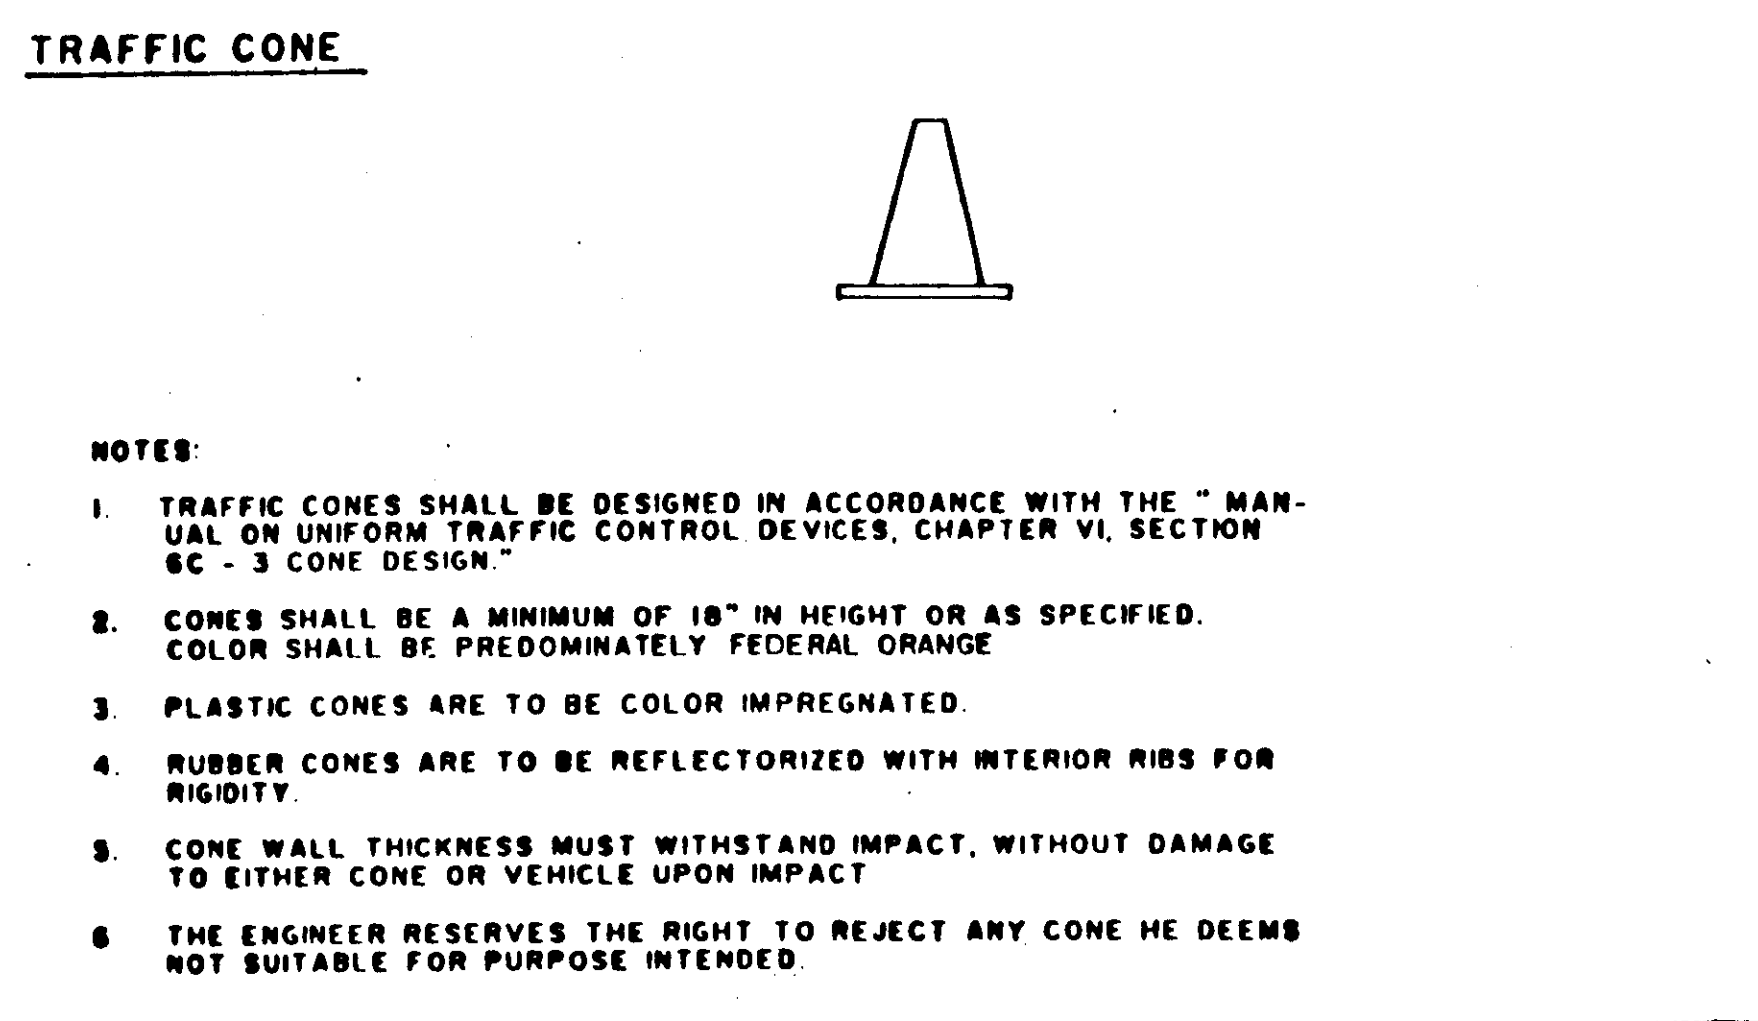 TRAFFIC CONE
NOTES:
1. TRAFFIC CONES SHALL BE DESIGNED IN ACCORDANCE WITH THE " MAN-
UAL ON UNIFORM TRAFFIC CONTROL DEVICES, CHAPTER VI, SECTION
6C - 3 CONE DESIGN."
2. CONES SHALL BE A MINIMUM OF 18" IN HEIGHT OR AS SPECIFIED.
COLOR SHALL BE PREDOMINATELY FEDERAL ORANGE
3. PLASTIC CONES ARE TO BE COLOR IMPREGNATED.
4. RUBBER CONES ARE TO BE REFLECTORIZED WITH INTERIOR RIBS FOR
RIGIDITY.
5. CONE WALL THICKNESS MUST WITHSTAND IMPACT, WITHOUT DAMAGE
TO EITHER CONE OR VEHICLE UPON IMPACT
6 THE ENGINEER RESERVES THE RIGHT TO REJECT ANY CONE HE DEEMS
NOT SUITABLE FOR PURPOSE INTENDED.